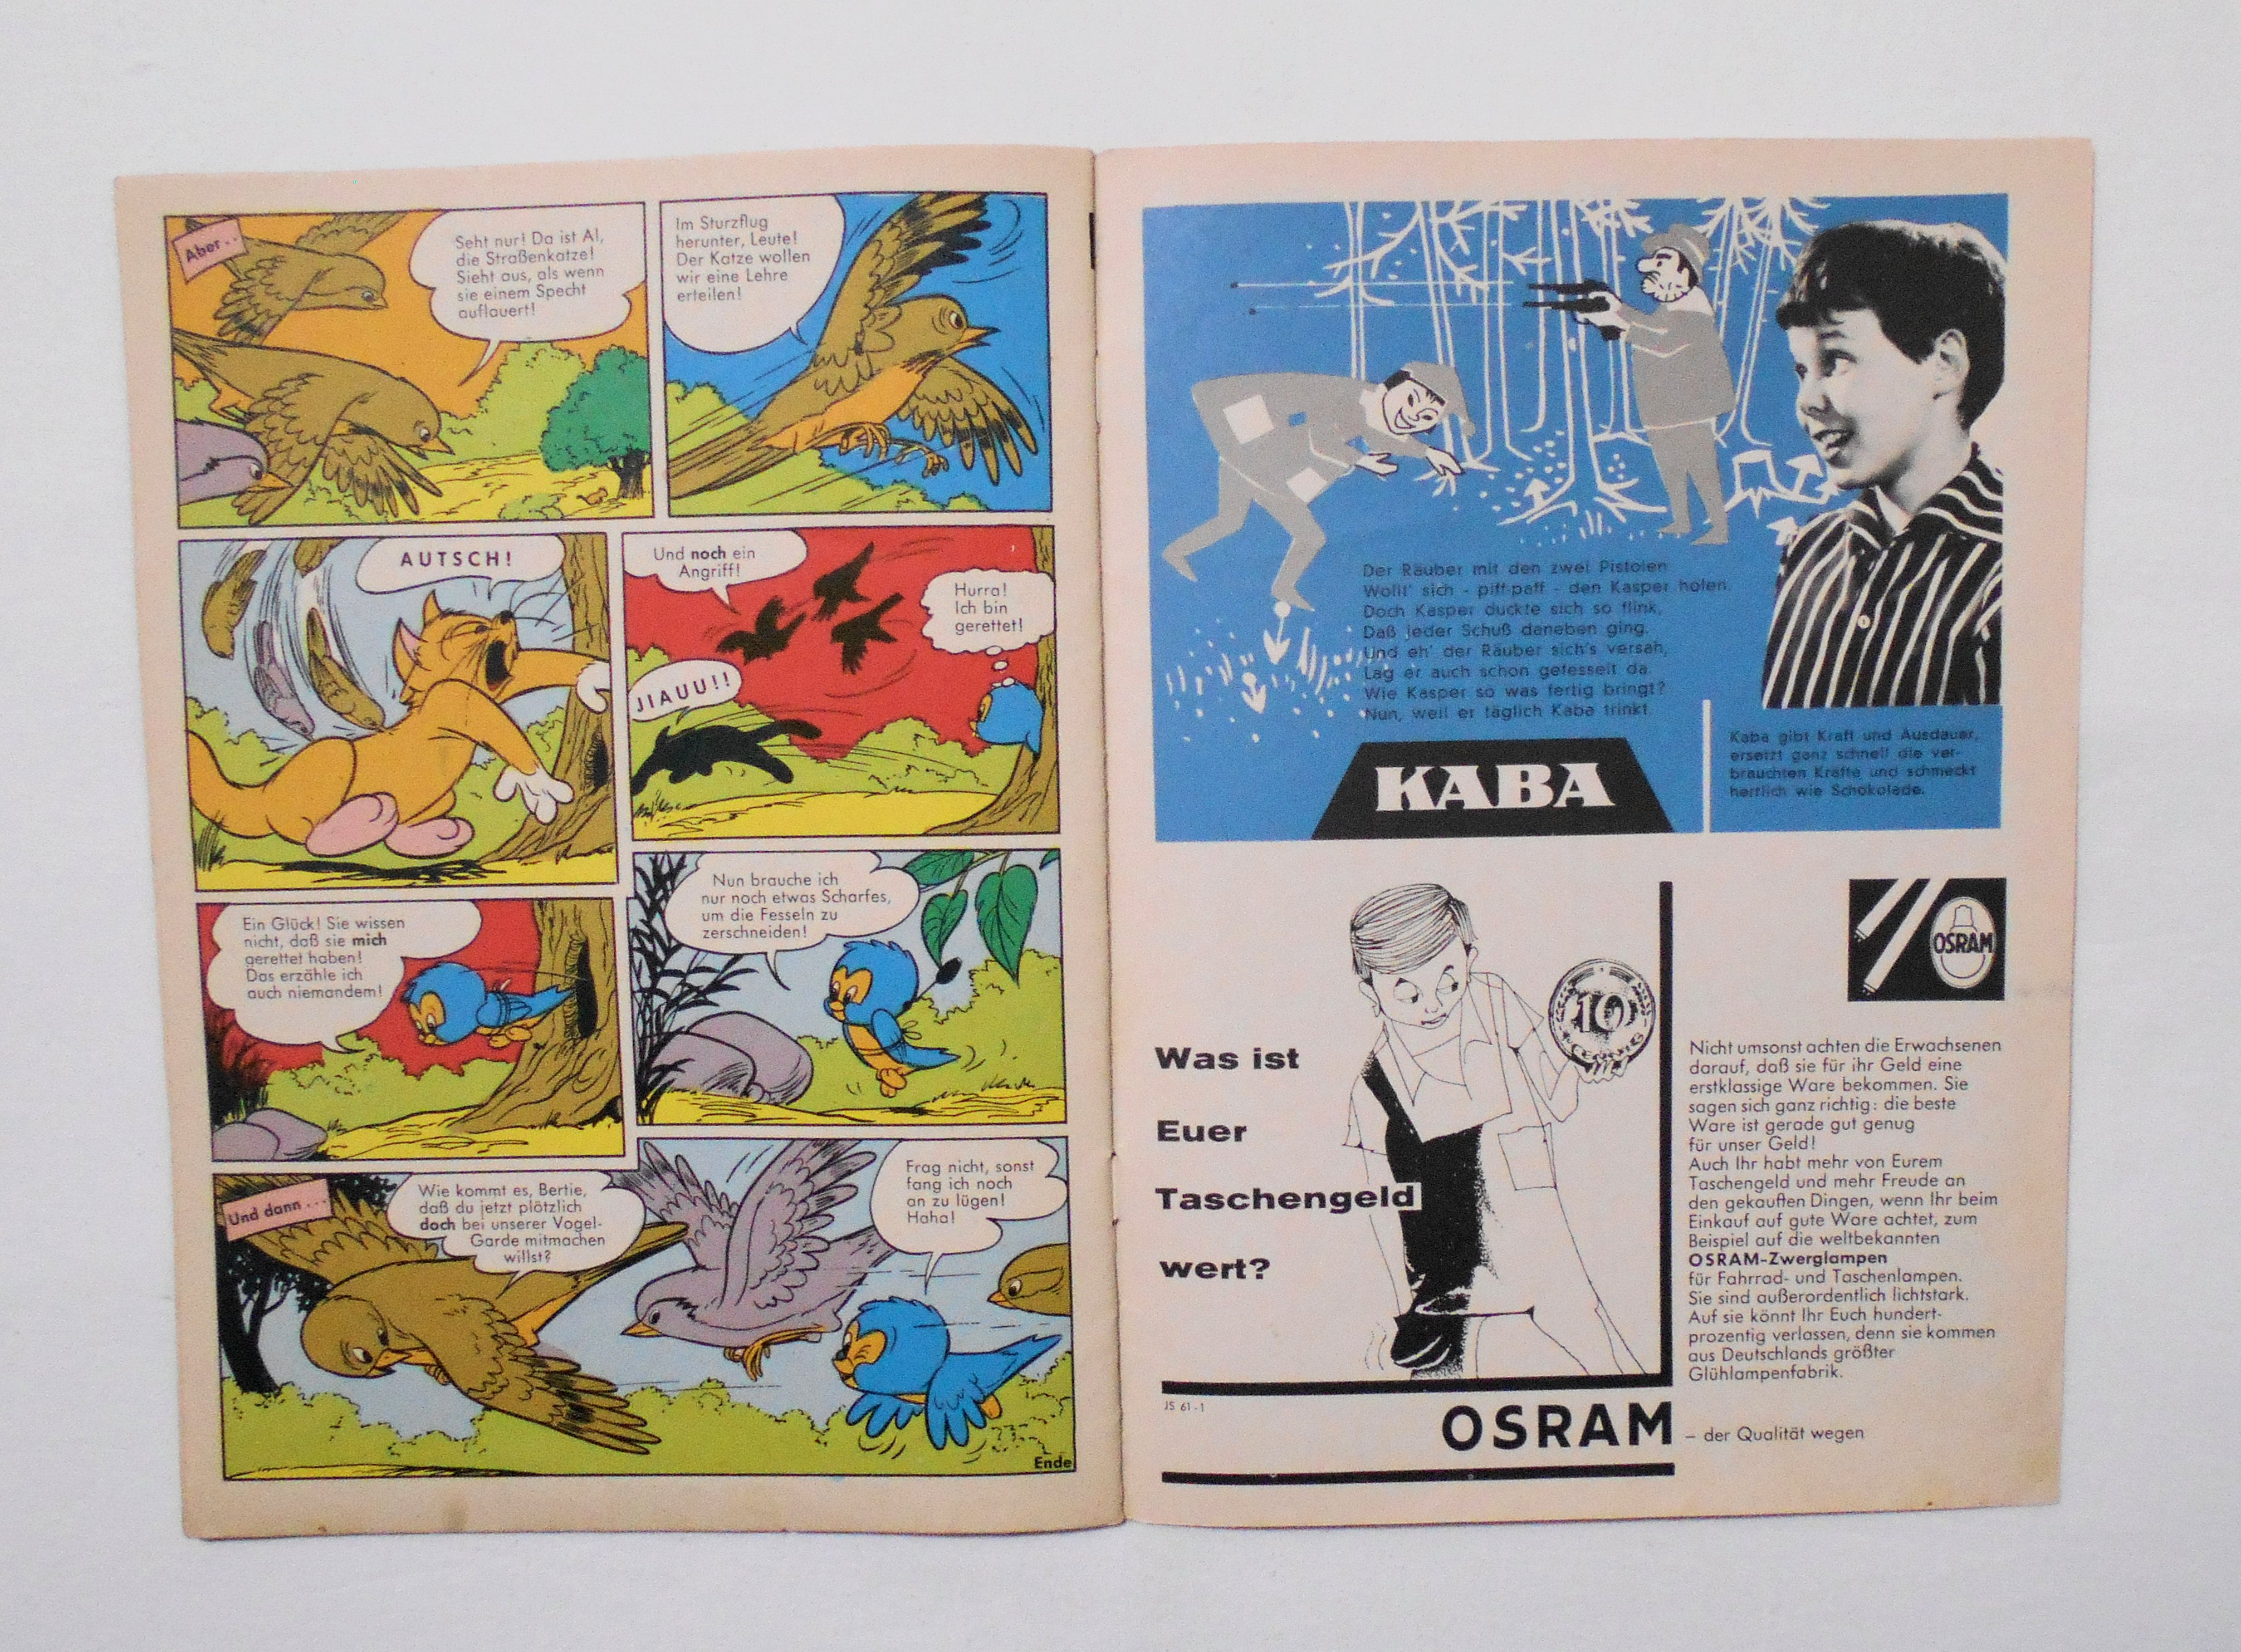 Aber..
Seht nur! Da ist Al,
die Straßenkatze!
Sieht aus, als wenn
sie einem Specht
auflauert!
Im Sturzflug
herunter, Leute!
Der Katze wollen
wir eine Lehre
erteilen!
AUTSCH!
Und noch ein
Angriff!
Hurra!
Ich bin
gerettet!
JIAUU!!
Ein Glück! Sie wissen
nicht, daß sie mich
gerettet haben!
Das erzähle ich
auch niemandem!
Nun brauche ich
nur noch etwas Scharfes,
um die Fesseln zu
zerschneiden!
Und dann...
Wie kommt es, Bertie,
daß du jetzt plötzlich
doch bei unserer Vogel-
Garde mitmachen
willst?
Frag nicht, sonst
fang ich noch
an zu lügen!
Haha!
Ende
Der Räuber mit den zwei Pistolen
Wollt' sich - piff-paff - den Kasper holen.
Doch Kasper duckte sich so flink,
Daß jeder Schuß daneben ging.
Und eh' der Räuber sich's versah,
Lag er auch schon gefesselt da.
Wie Kasper so was fertig bringt?
Nun, weil er täglich Kaba trinkt.
KABA
Kaba gibt Kraft und Ausdauer,
ersetzt ganz schnell die ver-
brauchten Kräfte und schmeckt
herrlich wie Schokolade.
OSRAM
10
Was ist
Euer
Taschengeld
wert?
Nicht umsonst achten die Erwachsenen
darauf, daß sie für ihr Geld eine
erstklassige Ware bekommen. Sie
sagen sich ganz richtig: die beste
Ware ist gerade gut genug
für unser Geld!
Auch Ihr habt mehr von Eurem
Taschengeld und mehr Freude an
den gekauften Dingen, wenn Ihr beim
Einkauf auf gute Ware achtet, zum
Beispiel auf die weltbekannten
OSRAM-Zwerglampen
für Fahrrad- und Taschenlampen.
Sie sind außerordentlich lichtstark.
Auf sie könnt Ihr Euch hundert-
prozentig verlassen, denn sie kommen
aus Deutschlands größter
Glühlampenfabrik.
JS 61-1
OSRAM – der Qualität wegen